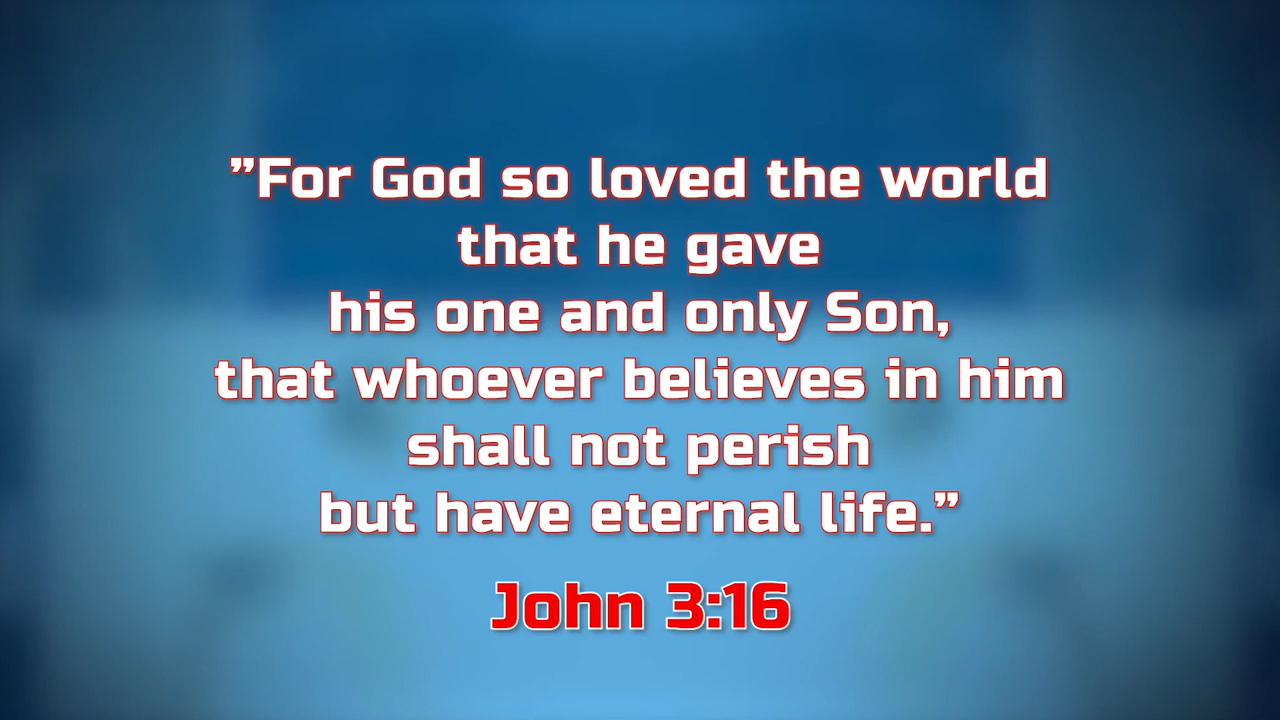 ”For God so loved the world
that he gave
his one and only Son,
that whoever believes in him
shall not perish
but have eternal life.”
John 3:16